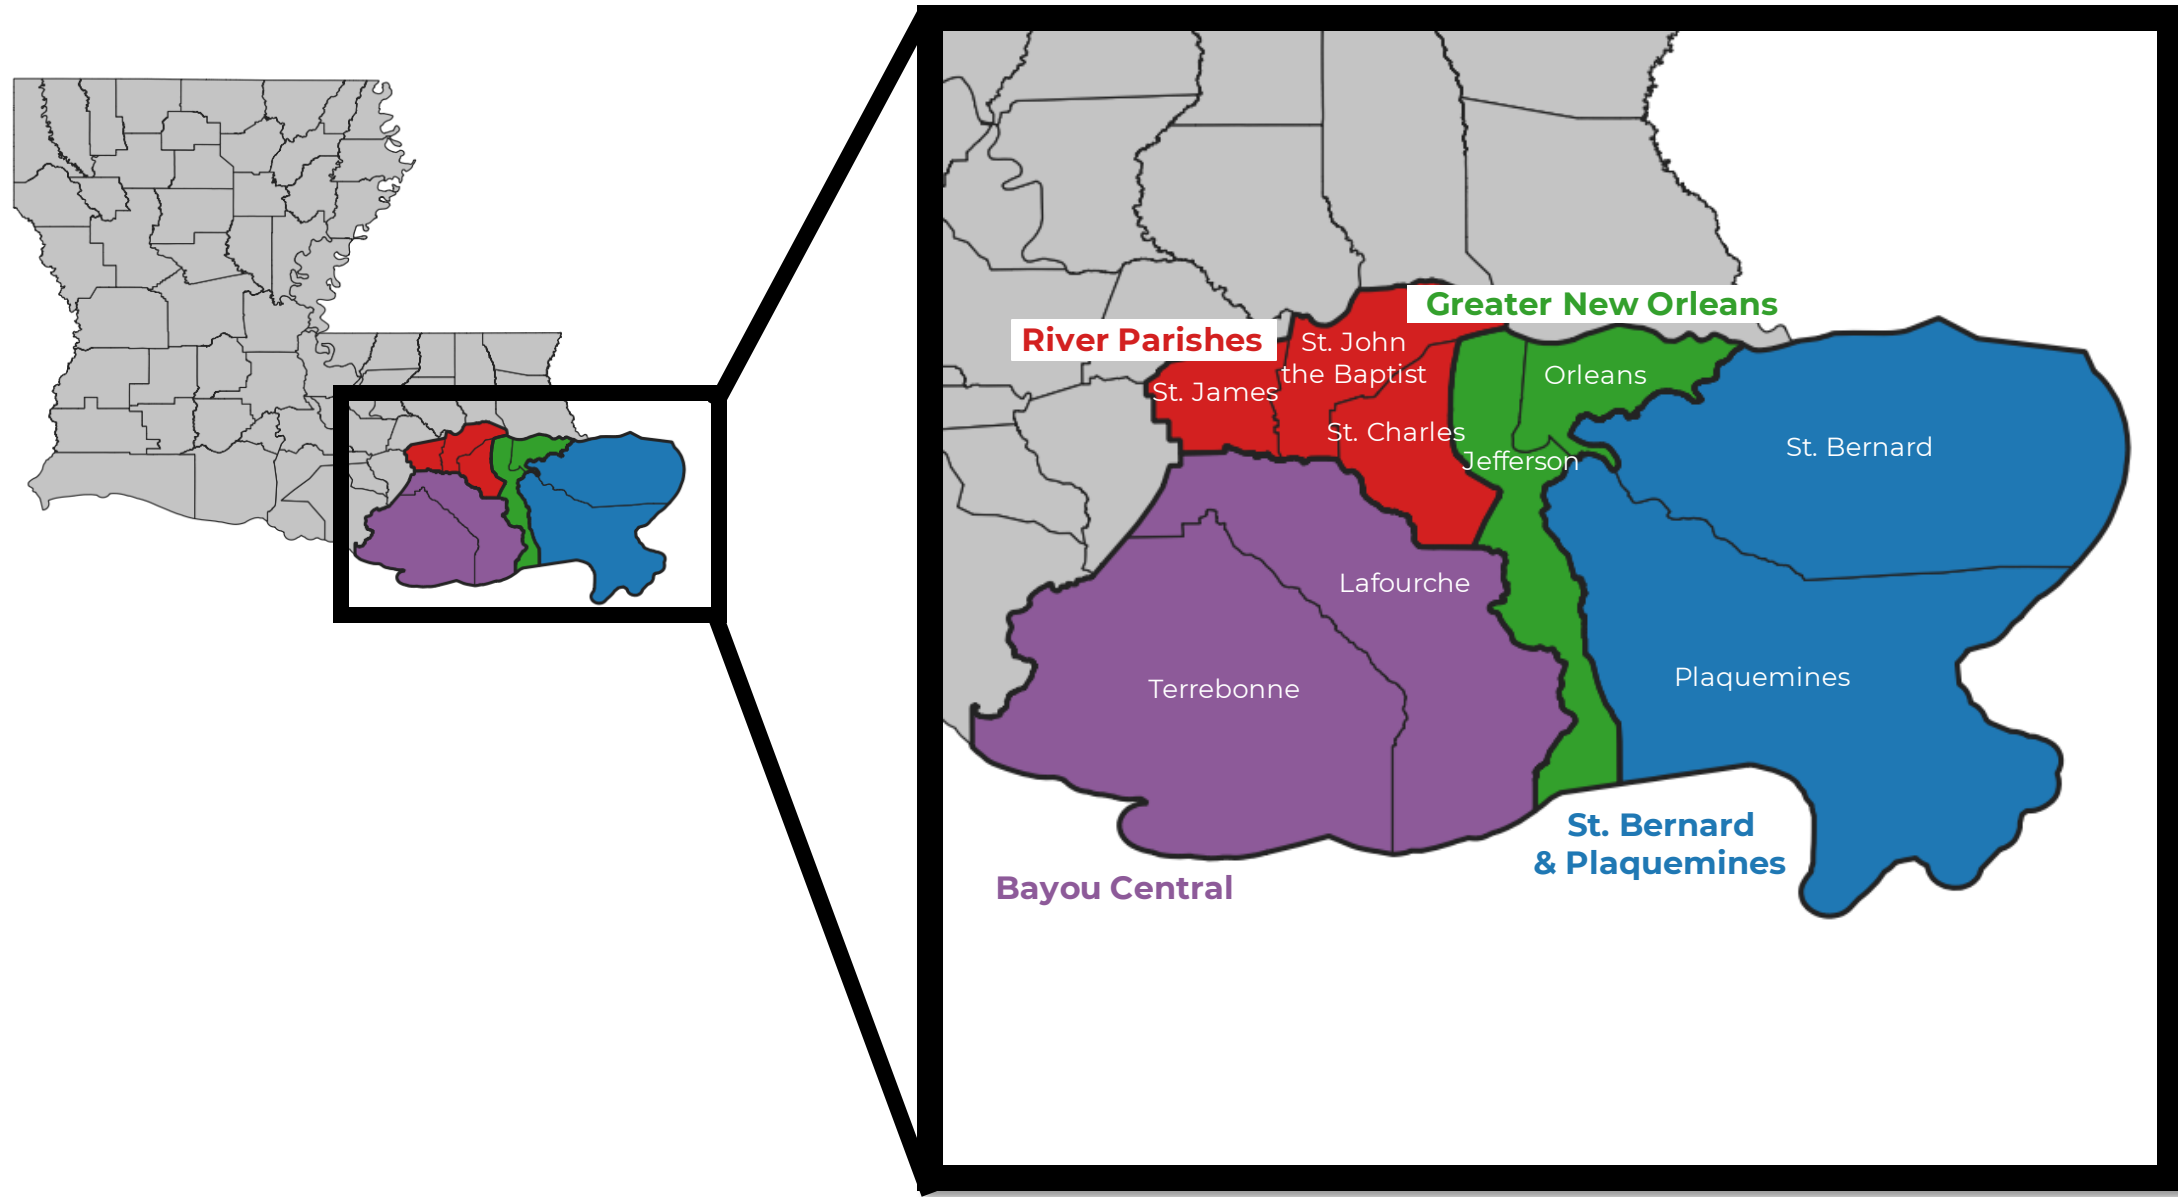 Greater New Orleans
River Parishes
St. John
the Baptist
St. James
Orleans
St. Charles
Jefferson
St. Bernard
Lafourche
Terrebonne
Plaquemines
St. Bernard
& Plaquemines
Bayou Central